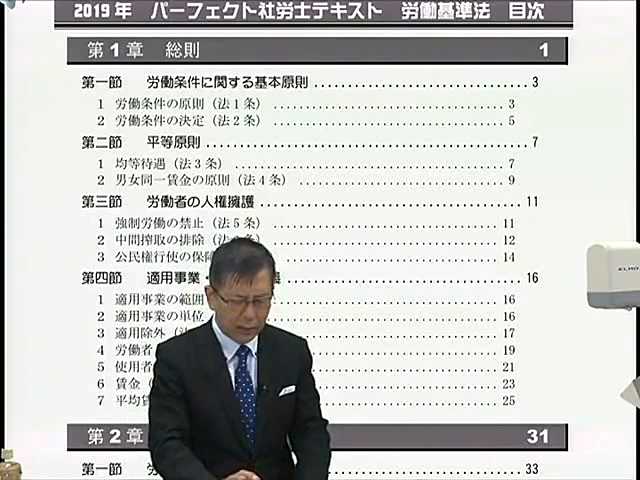 2019年 パーフェクト社労士テキスト 労働基準法 目次
第1章 総則 1
第一節 労働条件に関する基本原則 3
1 労働条件の原則（法1条） 3
2 労働条件の決定（法2条） 5
第二節 平等原則 7
1 均等待遇（法3条） 7
2 男女同一賃金の原則（法4条） 9
第三節 労働者の人権擁護 11
1 強制労働の禁止（法5条） 11
2 中間搾取の排除（法 条） 12
3 公民権行使の保障 14
第四節 適用事業・ 16
1 適用事業の範囲 16
2 適用事業の単位 16
3 適用除外（法 17
4 労働者 19
5 使用者 21
6 賃金（ 23
7 平均賃 25
第2章 31
第一節 労 33
ELMO